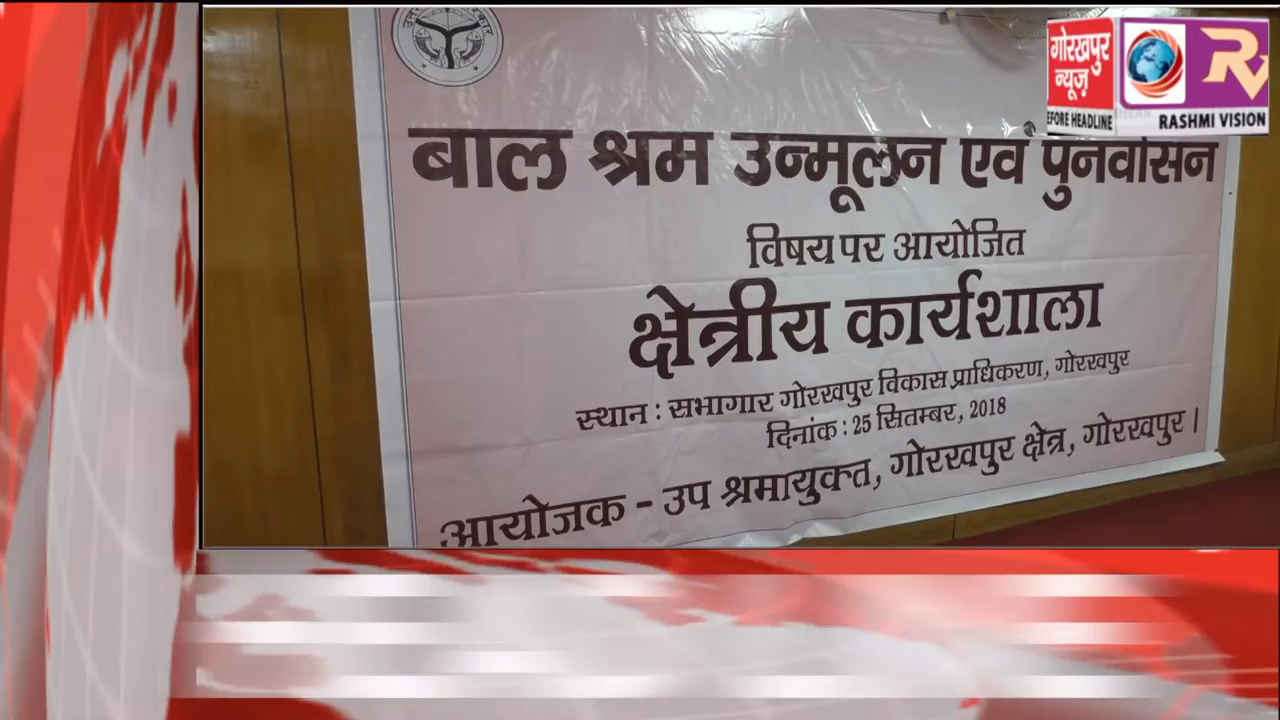 गोरखपुर
न्यूज़
EFORE HEADLINE
RASHMI VISION
बाल श्रम उन्मूलन एवं पुनर्वासन
विषय पर आयोजित
क्षेत्रीय कार्यशाला
स्थान : सभागार गोरखपुर विकास प्राधिकरण, गोरखपुर
दिनांक : 25 सितम्बर, 2018
आयोजक - उप श्रमायुक्त, गोरखपुर क्षेत्र, गोरखपुर ।